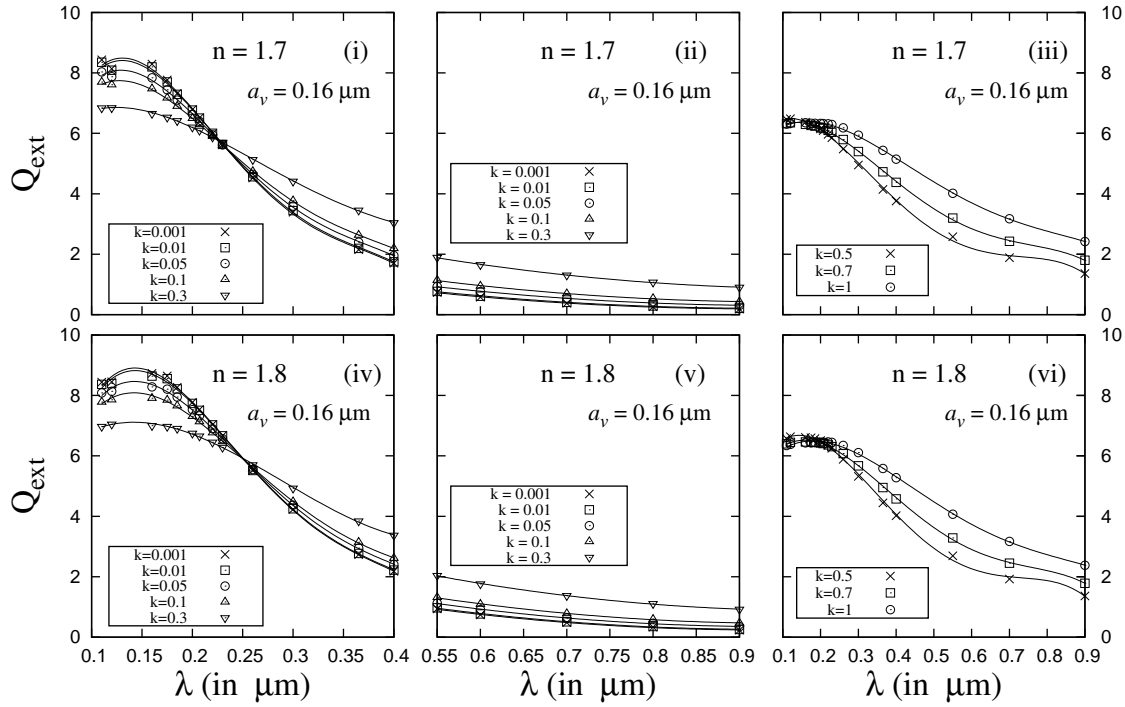 10
8
6
4
2
0
Q_ext
n = 1.7 (i)
a_v = 0.16 μm
k=0.001
k=0.01
k=0.05
k=0.1
k=0.3
n = 1.7 (ii)
a_v = 0.16 μm
k = 0.001
k = 0.01
k = 0.05
k = 0.1
k = 0.3
n = 1.7 (iii)
a_v = 0.16 μm
k=0.5
k=0.7
k=1
10
8
6
4
2
0
10
8
6
4
2
0
Q_ext
n = 1.8 (iv)
a_v = 0.16 μm
k=0.001
k=0.01
k=0.05
k=0.1
k=0.3
0.1 0.15 0.2 0.25 0.3 0.35 0.4
λ (in μm)
n = 1.8 (v)
a_v = 0.16 μm
k = 0.001
k = 0.01
k = 0.05
k = 0.1
k = 0.3
0.55 0.6 0.65 0.7 0.75 0.8 0.85 0.9
λ (in μm)
n = 1.8 (vi)
a_v = 0.16 μm
k=0.5
k=0.7
k=1
10
8
6
4
2
0
0.1 0.2 0.3 0.4 0.5 0.6 0.7 0.8 0.9
λ (in μm)